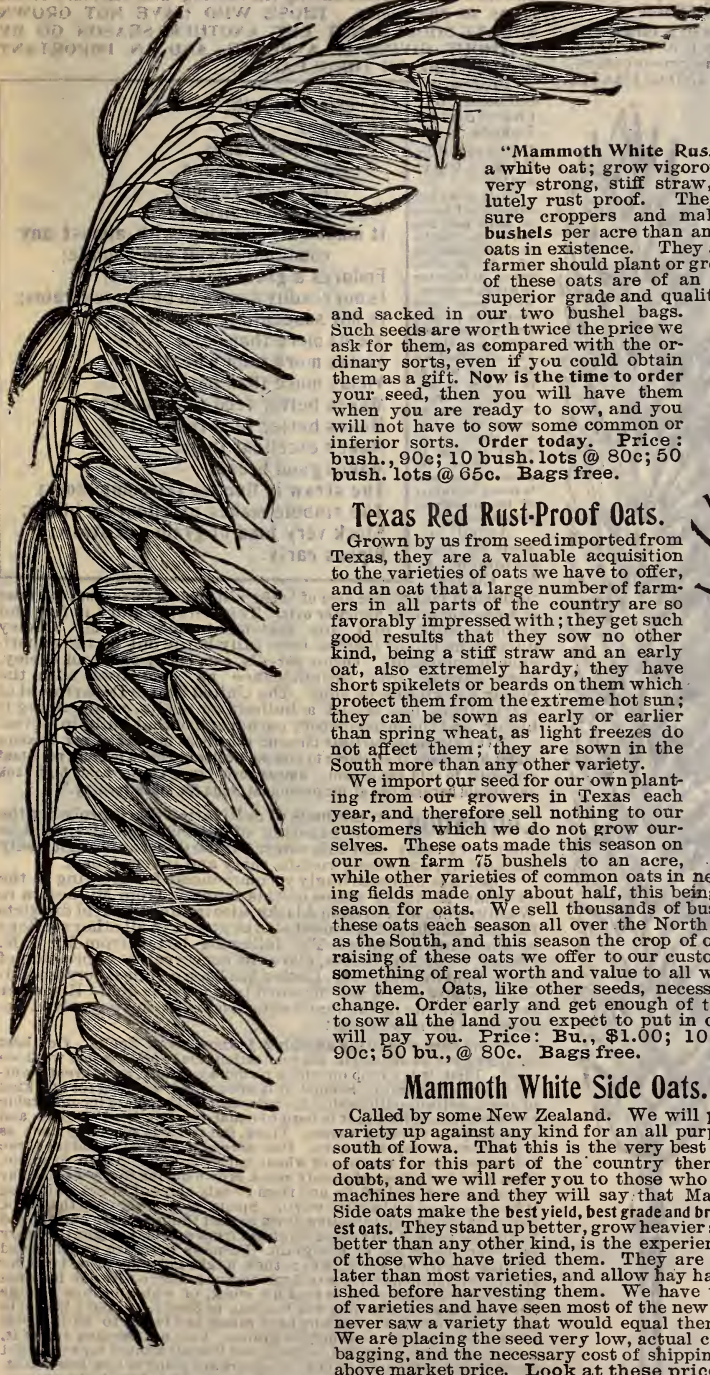 "Mammoth White Rus
a white oat; grow vigoro
very strong, stiff straw,
lutely rust proof. The
sure croppers and mak
bushels per acre than an
oats in existence. They
farmer should plant or gr
of these oats are of an
superior grade and qualit
and sacked in our two bushel bags.
Such seeds are worth twice the price we
ask for them, as compared with the or-
dinary sorts, even if you could obtain
them as a gift. Now is the time to order
your seed, then you will have them
when you are ready to sow, and you
will not have to sow some common or
inferior sorts. Order today. Price:
bush., 90c; 10 bush. lots @ 80c; 50
bush. lots @ 65c. Bags free.
Texas Red Rust-Proof Oats.
Grown by us from seed imported from
Texas, they are a valuable acquisition
to the varieties of oats we have to offer,
and an oat that a large number of farm-
ers in all parts of the country are so
favorably impressed with; they get such
good results that they sow no other
kind, being a stiff straw and an early
oat, also extremely hardy, they have
short spikelets or beards on them which
protect them from the extreme hot sun;
they can be sown as early or earlier
than spring wheat, as light freezes do
not affect them; they are sown in the
South more than any other variety.
We import our seed for our own plant-
ing from our growers in Texas each
year, and therefore sell nothing to our
customers which we do not grow our-
selves. These oats made this season on
our own farm 75 bushels to an acre,
while other varieties of common oats in ne
ing fields made only about half, this bein
season for oats. We sell thousands of bu
these oats each season all over the North
as the South, and this season the crop of o
raising of these oats we offer to our custo
something of real worth and value to all w
sow them. Oats, like other seeds, necess
change. Order early and get enough of t
to sow all the land you expect to put in o
will pay you. Price: Bu., $1.00; 10
90c; 50 bu., @ 80c. Bags free.
Mammoth White Side Oats.
Called by some New Zealand. We will p
variety up against any kind for an all pur
south of Iowa. That this is the very best
of oats for this part of the country ther
doubt, and we will refer you to those who
machines here and they will say that Ma
Side oats make the best yield, best grade and br
est oats. They stand up better, grow heavier
better than any other kind, is the experien
of those who have tried them. They are
later than most varieties, and allow hay ha
ished before harvesting them. We have
of varieties and have seen most of the new
never saw a variety that would equal ther
We are placing the seed very low, actual c
bagging, and the necessary cost of shippin
above market price. Look at these price